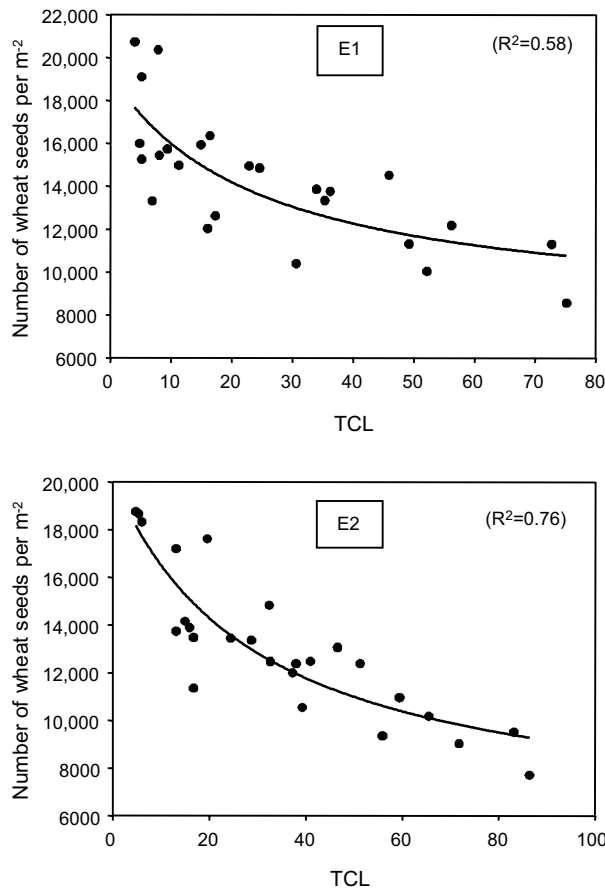 22,000
20,000
18,000
16,000
14,000
12,000
10,000
8000
6000
Number of wheat seeds per m-2
E1
(R2=0.58)
0 10 20 30 40 50 60 70 80
TCL
20,000
18,000
16,000
14,000
12,000
10,000
8000
6000
Number of wheat seeds per m-2
E2
(R2=0.76)
0 20 40 60 80 100
TCL